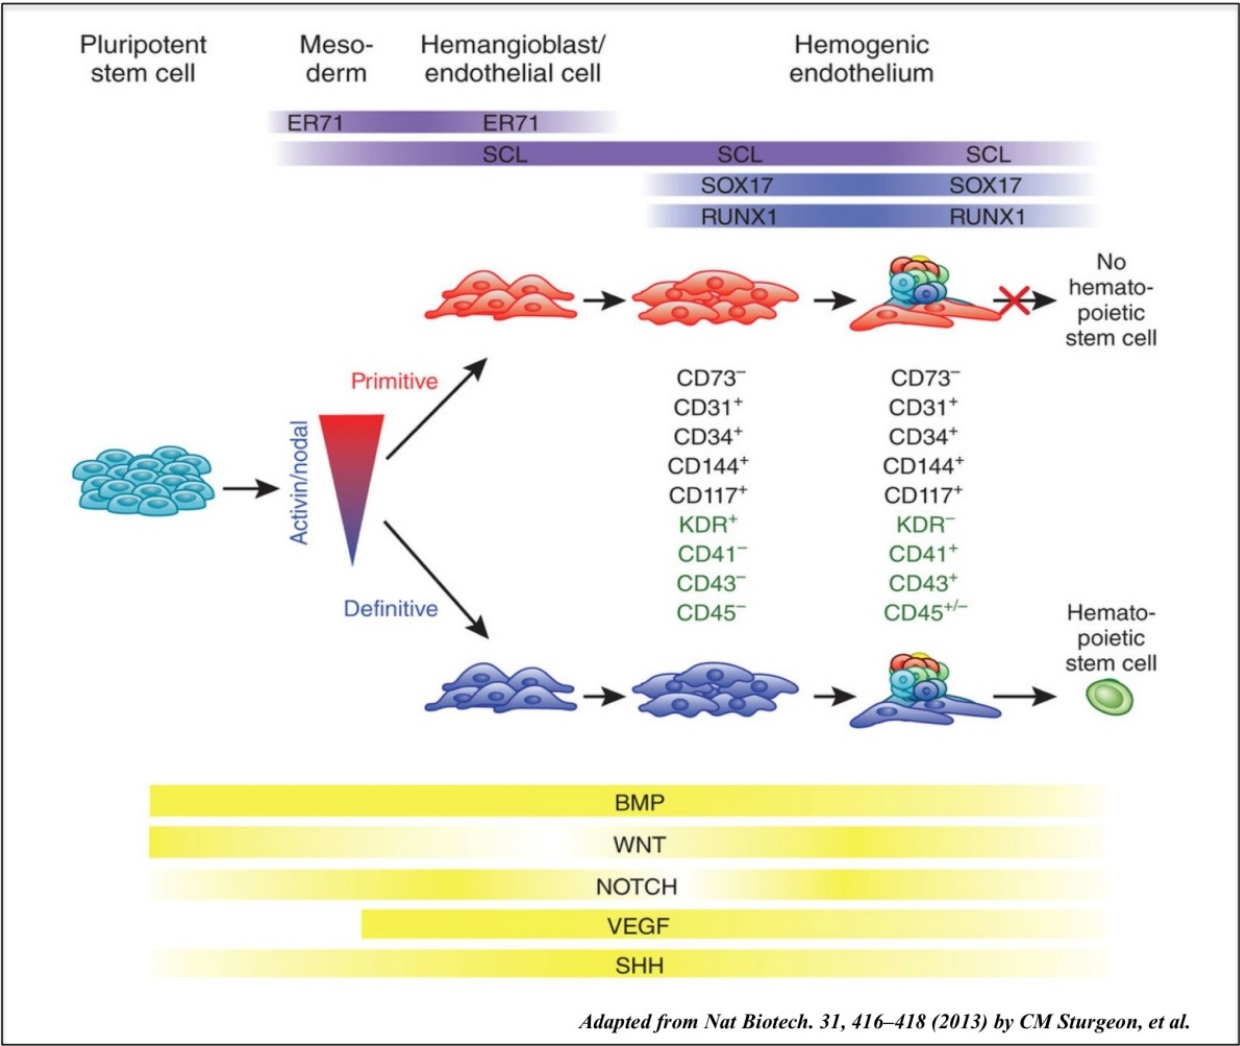 Pluripotent
stem cell
Meso-
derm
Hemangioblast/
endothelial cell
Hemogenic
endothelium
ER71 ER71
SCL SCL SCL
SOX17 SOX17
RUNX1 RUNX1
No
hemato-
poietic
stem cell
Primitive
Activin/nodal
Definitive
CD73⁻ CD73⁻
CD31⁺ CD31⁺
CD34⁺ CD34⁺
CD144⁺ CD144⁺
CD117⁺ CD117⁺
KDR⁺ KDR⁻
CD41⁻ CD41⁺
CD43⁻ CD43⁺
CD45⁻ CD45⁺/⁻
Hemato-
poietic
stem cell
BMP
WNT
NOTCH
VEGF
SHH
Adapted from Nat Biotech. 31, 416–418 (2013) by CM Sturgeon, et al.